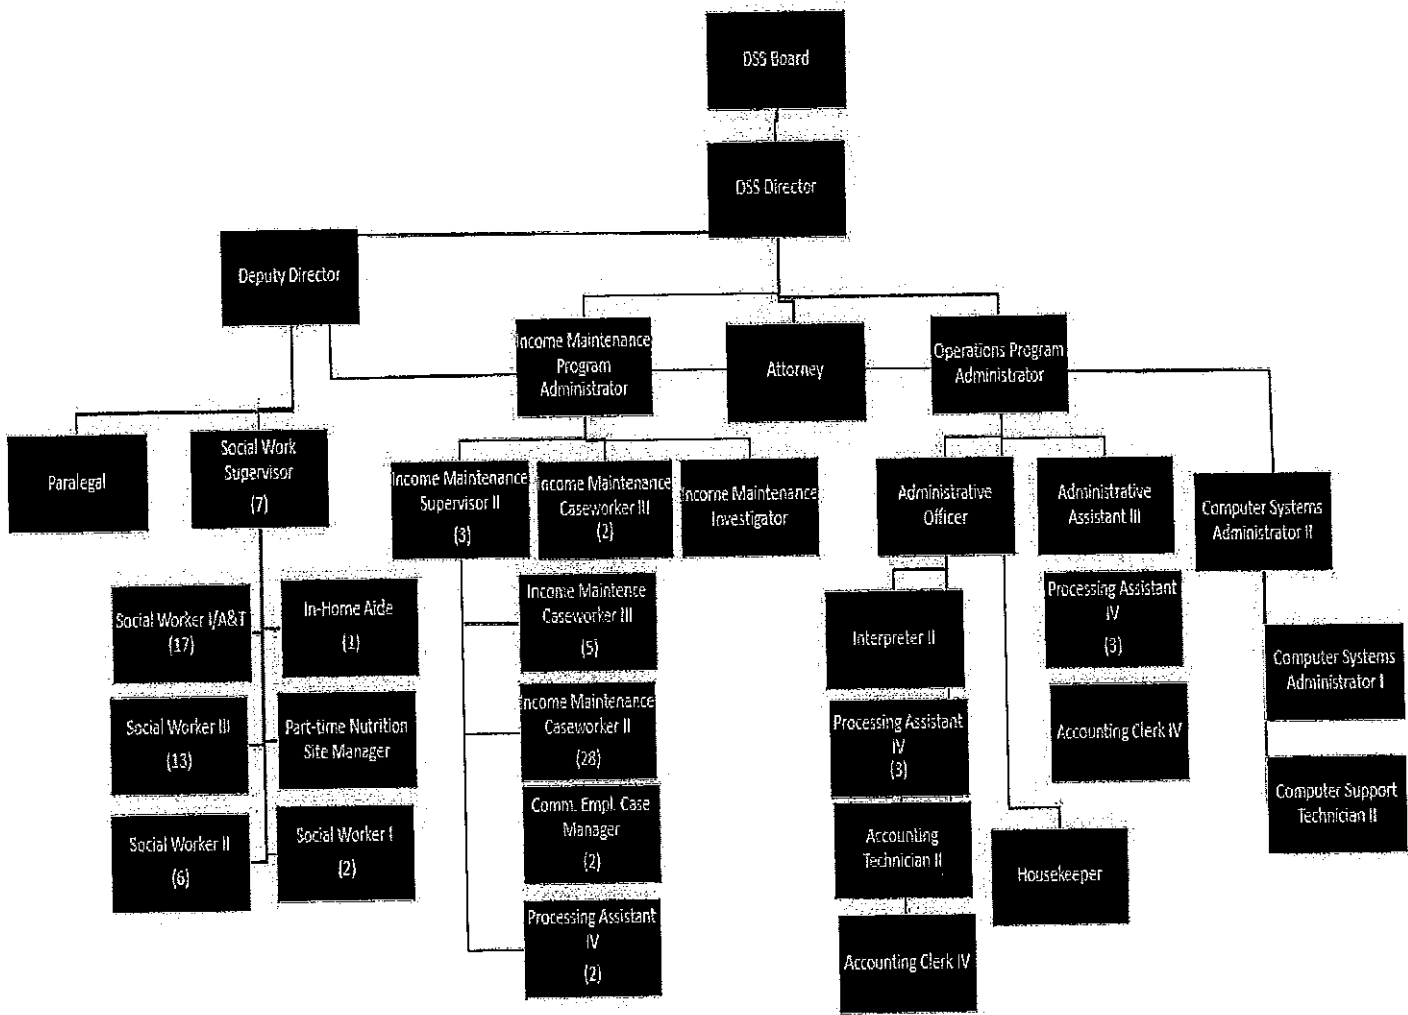 DSS Board
DSS Director
Deputy Director
Income Maintenance
Program
Administrator
Attorney
Operations Program
Administrator
Paralegal
Social Work
Supervisor
(7)
Income Maintenance
Supervisor II
(3)
Income Maintenance
Caseworker III
(2)
Income Maintenance
Investigator
Administrative
Officer
Administrative
Assistant III
Computer Systems
Administrator II
Social Worker I/A&T
(17)
In-Home Aide
(1)
Social Worker III
(13)
Part-time Nutrition
Site Manager
Social Worker II
(6)
Social Worker I
(2)
Income Maintence
Caseworker III
(5)
Income Maintenance
Caseworker II
(28)
Comm. Empl. Case
Manager
(2)
Processing Assistant
IV
(2)
Interpreter II
Processing Assistant
IV
(3)
Accounting
Technician II
Accounting Clerk IV
Housekeeper
Processing Assistant
IV
(3)
Accounting Clerk IV
Computer Systems
Administrator I
Computer Support
Technician II